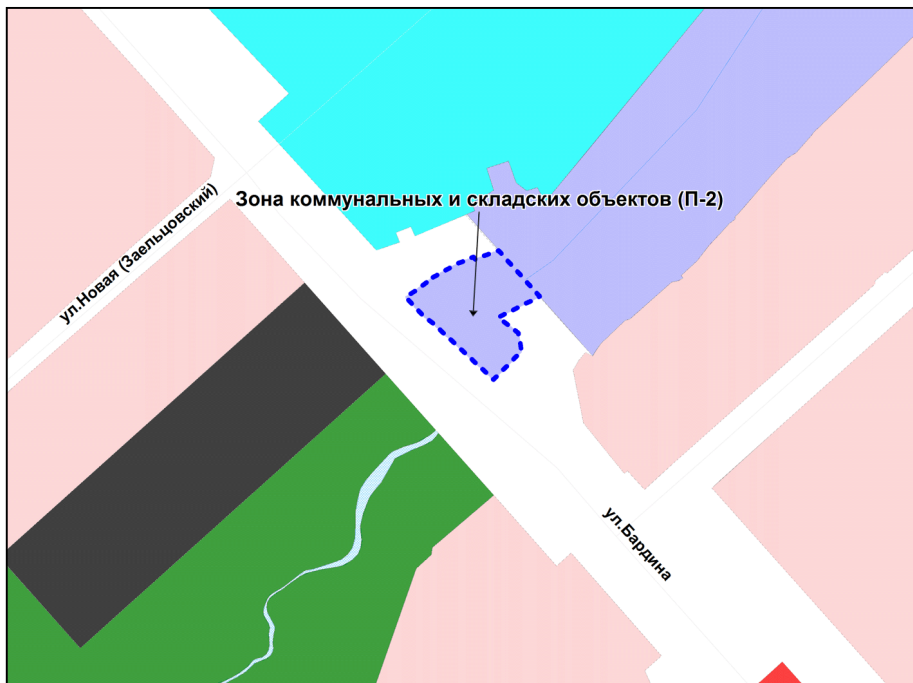 Зона коммунальных и складских объектов (П-2)
ул.Новая (Заельцовский)
ул.Бардина